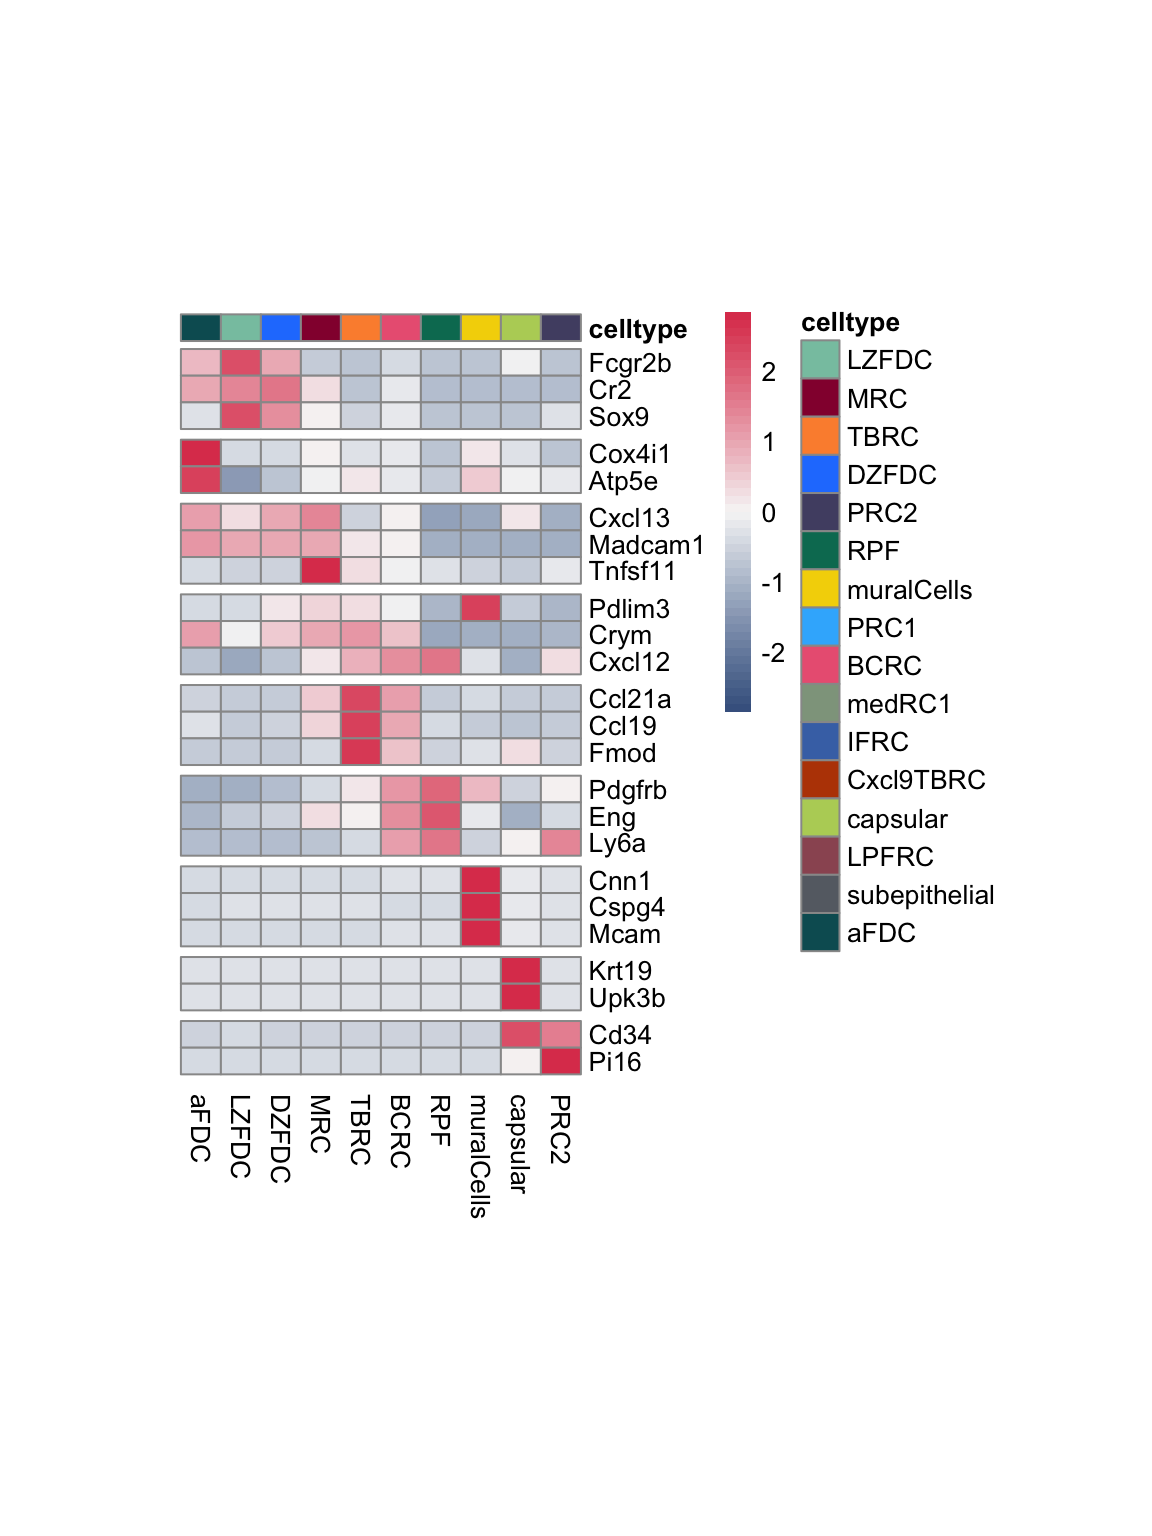 celltype
Fcgr2b
Cr2
Sox9
Cox4i1
Atp5e
Cxcl13
Madcam1
Tnfsf11
Pdlim3
Crym
Cxcl12
Ccl21a
Ccl19
Fmod
Pdgfrb
Eng
Ly6a
Cnn1
Cspg4
Mcam
Krt19
Upk3b
Cd34
Pi16
aFDC
LZFDC
DZFDC
MRC
TBRC
BCRC
RPF
muralCells
capsular
PRC2
2
1
0
-1
-2
celltype
LZFDC
MRC
TBRC
DZFDC
PRC2
RPF
muralCells
PRC1
BCRC
medRC1
IFRC
Cxcl9TBRC
capsular
LPFRC
subepithelial
aFDC